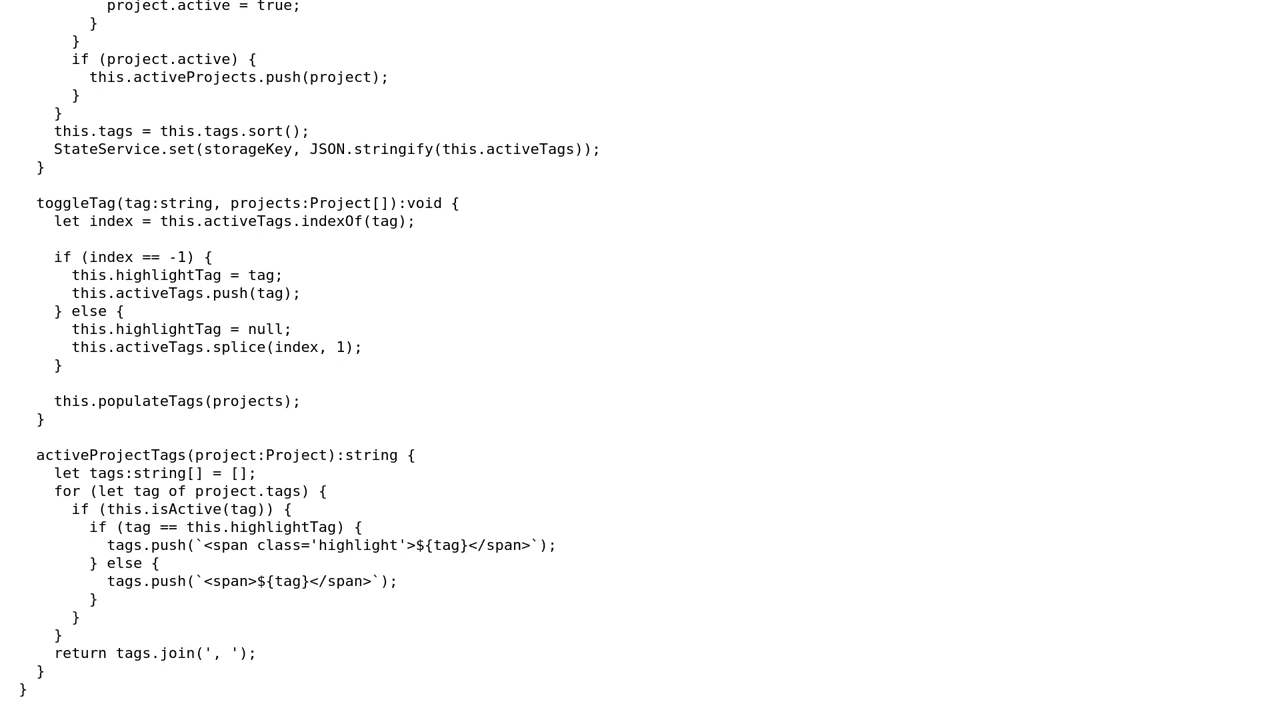 project.active = true;
        }
      }
      if (project.active) {
        this.activeProjects.push(project);
      }
    }
    this.tags = this.tags.sort();
    StateService.set(storageKey, JSON.stringify(this.activeTags));
  }

  toggleTag(tag:string, projects:Project[]):void {
    let index = this.activeTags.indexOf(tag);

    if (index == -1) {
      this.highlightTag = tag;
      this.activeTags.push(tag);
    } else {
      this.highlightTag = null;
      this.activeTags.splice(index, 1);
    }

    this.populateTags(projects);
  }

  activeProjectTags(project:Project):string {
    let tags:string[] = [];
    for (let tag of project.tags) {
      if (this.isActive(tag)) {
        if (tag == this.highlightTag) {
          tags.push(`<span class='highlight'>${tag}</span>`);
        } else {
          tags.push(`<span>${tag}</span>`);
        }
      }
    }
    return tags.join(', ');
  }
}